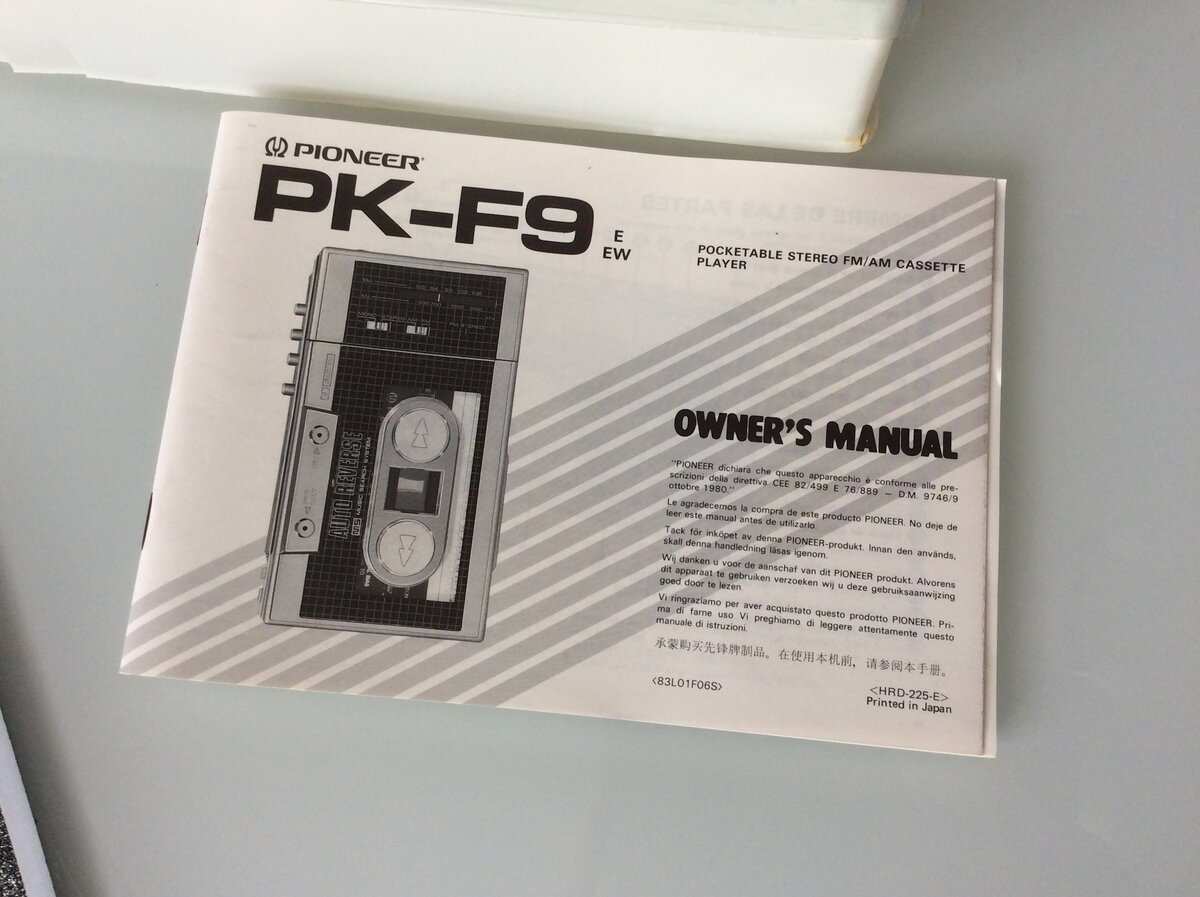 PIONEER®
PK-F9
E
EW
POCKETABLE STEREO FM/AM CASSETTE
PLAYER
AUTO REVERSE
MUSIC SEARCH SYSTEM
OWNER'S MANUAL
"PIONEER dichiara che questo apparecchio è conforme alle pre-
scrizioni della direttiva CEE 82/499 E 76/889 — D.M. 9746/9
ottobre 1980."
Le agradecemos la compra de este producto PIONEER. No deje de
leer este manual antes de utilizarlo.
Tack för inköpet av denna PIONEER-produkt. Innan den används,
skall denna handledning läsas igenom.
Wij danken u voor de aanschaf van dit PIONEER produkt. Alvorens
dit apparaat te gebruiken verzoeken wij u deze gebruiksaanwijzing
goed door te lezen.
Vi ringraziamo per aver acquistato questo prodotto PIONEER. Pri-
ma di farne uso Vi preghiamo di leggere attentamente questo
manuale di istruzioni.
承蒙购买先锋牌制品。在使用本机前，请参阅本手册。
<83L01F06S>
<HRD-225-E>
Printed in Japan